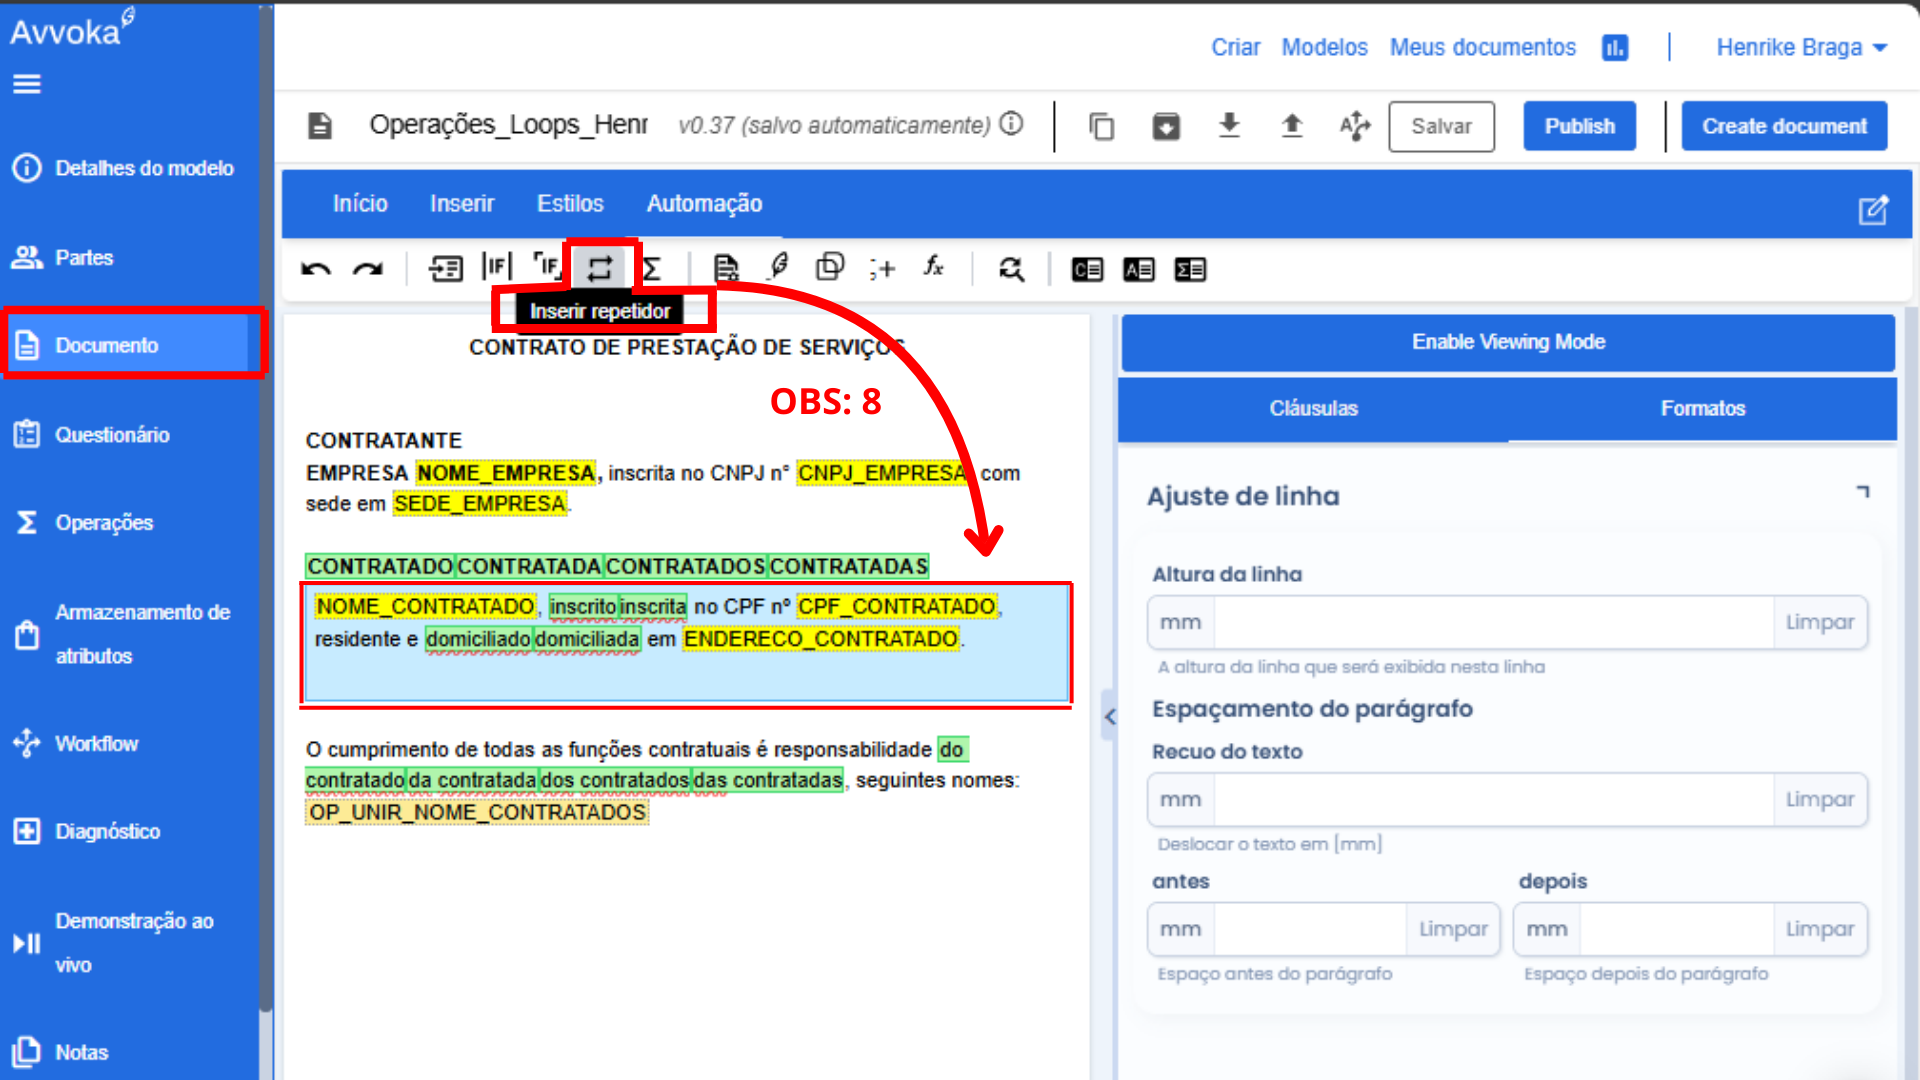 Avvoka
Criar Modelos Meus documentos Henrike Braga
Operações_Loops_Henr v0.37 (salvo automaticamente) Salvar Publish Create document
Detalhes do modelo
Partes
Documento
Questionário
Operações
Armazenamento de
atributos
Workflow
Diagnóstico
Demonstração ao
vivo
Notas
Início Inserir Estilos Automação
IF IF Σ fx C A Σ
Inserir repetidor
CONTRATO DE PRESTAÇÃO DE SERVIÇOS
OBS: 8
CONTRATANTE
EMPRESA NOME_EMPRESA, inscrita no CNPJ n° CNPJ_EMPRESA, com
sede em SEDE_EMPRESA.
CONTRATADO CONTRATADA CONTRATADOS CONTRATADAS
NOME_CONTRATADO, inscrito inscrita no CPF nº CPF_CONTRATADO,
residente e domiciliado domiciliada em ENDERECO_CONTRATADO.
O cumprimento de todas as funções contratuais é responsabilidade do
contratado da contratada dos contratados das contratadas, seguintes nomes:
OP_UNIR_NOME_CONTRATADOS
Enable Viewing Mode
Cláusulas Formatos
Ajuste de linha
Altura da linha
mm Limpar
A altura da linha que será exibida nesta linha
Espaçamento do parágrafo
Recuo do texto
mm Limpar
Deslocar o texto em [mm]
antes depois
mm Limpar mm Limpar
Espaço antes do parágrafo Espaço depois do parágrafo